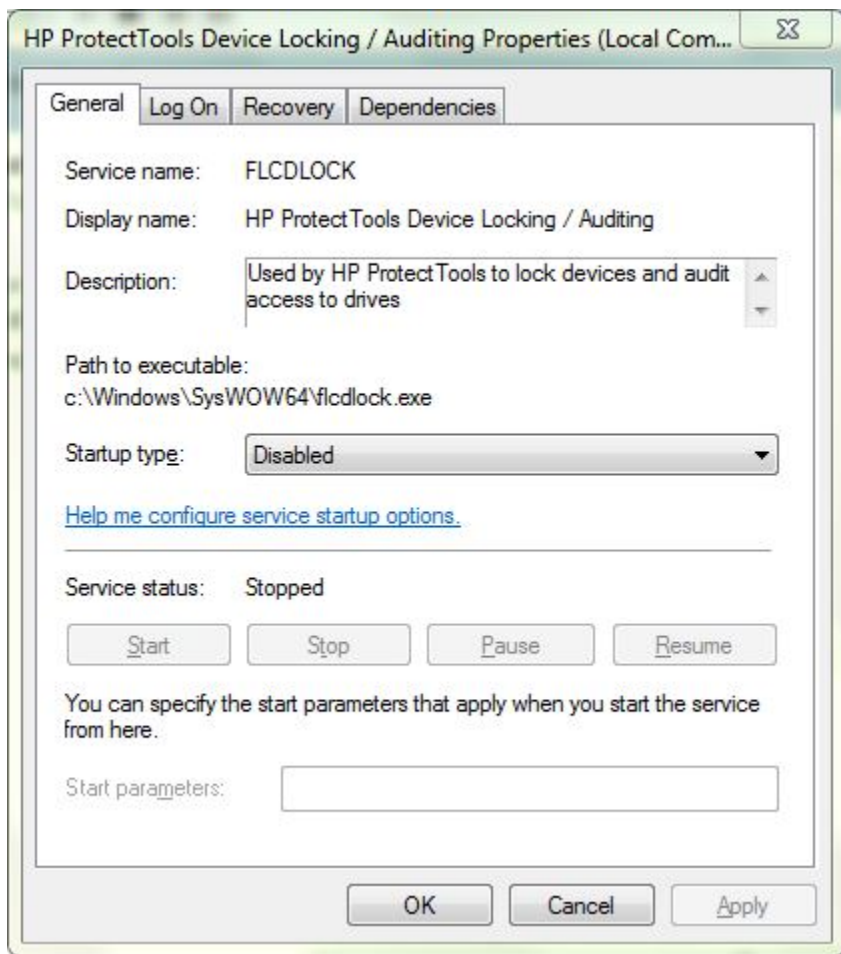 HP ProtectTools Device Locking / Auditing Properties (Local Com...
General Log On Recovery Dependencies
Service name: FLCDLOCK
Display name: HP ProtectTools Device Locking / Auditing
Description: Used by HP ProtectTools to lock devices and audit
access to drives
Path to executable:
c:\Windows\SysWOW64\flcdlock.exe
Startup type: Disabled
Help me configure service startup options.
Service status: Stopped
Start Stop Pause Resume
You can specify the start parameters that apply when you start the service
from here.
Start parameters:
OK Cancel Apply